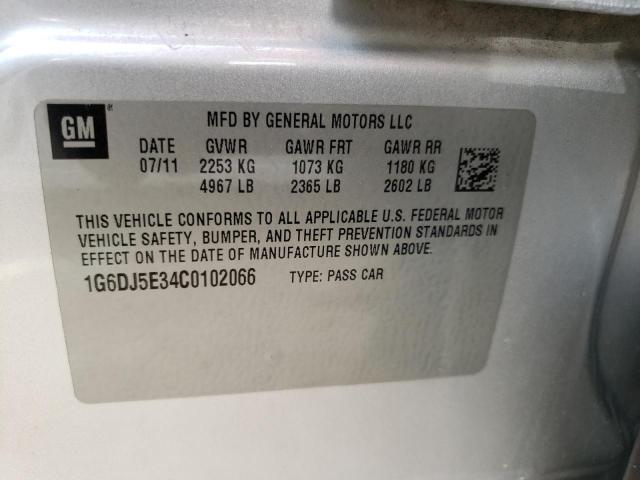 GM
MFD BY GENERAL MOTORS LLC
DATE GVWR GAWR FRT GAWR RR
07/11 2253 KG 1073 KG 1180 KG
4967 LB 2365 LB 2602 LB
THIS VEHICLE CONFORMS TO ALL APPLICABLE U.S. FEDERAL MOTOR
VEHICLE SAFETY, BUMPER, AND THEFT PREVENTION STANDARDS IN
EFFECT ON THE DATE OF MANUFACTURE SHOWN ABOVE.
1G6DJ5E34C0102066 TYPE: PASS CAR